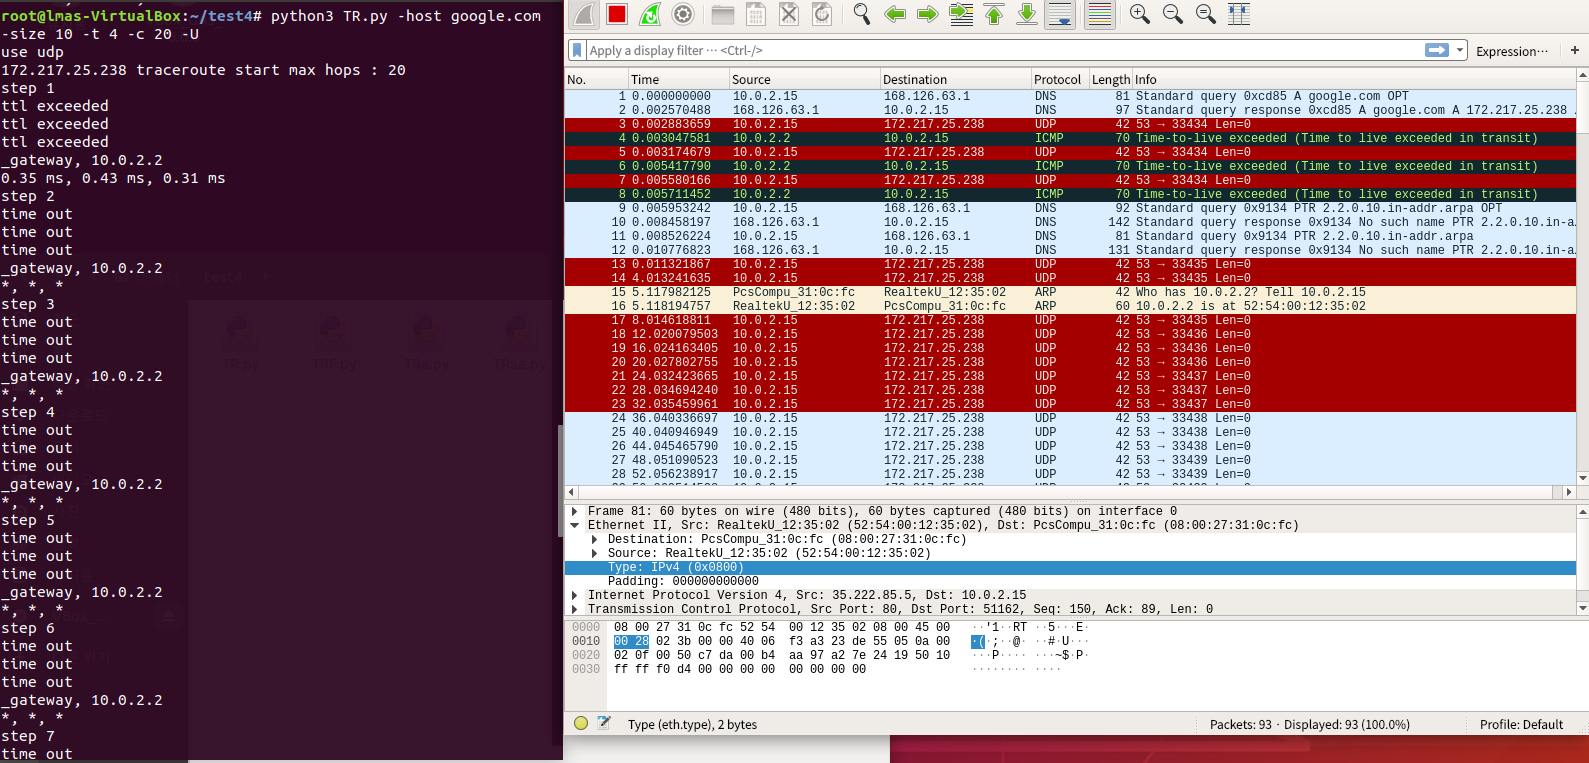 root@lmas-VirtualBox:~/test4# python3 TR.py -host google.com
-size 10 -t 4 -c 20 -U
use udp
172.217.25.238 traceroute start max hops : 20
step 1
ttl exceeded
ttl exceeded
ttl exceeded
_gateway, 10.0.2.2
0.35 ms, 0.43 ms, 0.31 ms
step 2
time out
time out
time out
_gateway, 10.0.2.2
*, *, *
step 3
time out
time out
time out
_gateway, 10.0.2.2
*, *, *
step 4
time out
time out
time out
_gateway, 10.0.2.2
*, *, *
step 5
time out
time out
time out
_gateway, 10.0.2.2
*, *, *
step 6
time out
time out
time out
_gateway, 10.0.2.2
*, *, *
step 7
time out
test4
TR.py
Apply a display filter … <Ctrl-/>
Expression…
+
No. Time Source Destination Protocol Length Info
1 0.000000000 10.0.2.15 168.126.63.1 DNS 81 Standard query 0xcd85 A google.com OPT
2 0.002570488 168.126.63.1 10.0.2.15 DNS 97 Standard query response 0xcd85 A google.com A 172.217.25.238
3 0.002883659 10.0.2.15 172.217.25.238 UDP 42 53 → 33434 Len=0
4 0.003047581 10.0.2.2 10.0.2.15 ICMP 70 Time-to-live exceeded (Time to live exceeded in transit)
5 0.003174679 10.0.2.15 172.217.25.238 UDP 42 53 → 33434 Len=0
6 0.005417790 10.0.2.2 10.0.2.15 ICMP 70 Time-to-live exceeded (Time to live exceeded in transit)
7 0.005580166 10.0.2.15 172.217.25.238 UDP 42 53 → 33434 Len=0
8 0.005711452 10.0.2.2 10.0.2.15 ICMP 70 Time-to-live exceeded (Time to live exceeded in transit)
9 0.005953242 10.0.2.15 168.126.63.1 DNS 92 Standard query 0x9134 PTR 2.2.0.10.in-addr.arpa OPT
10 0.008458197 168.126.63.1 10.0.2.15 DNS 142 Standard query response 0x9134 No such name PTR 2.2.0.10.in-a…
11 0.008526224 10.0.2.15 168.126.63.1 DNS 81 Standard query 0x9134 PTR 2.2.0.10.in-addr.arpa
12 0.010776823 168.126.63.1 10.0.2.15 DNS 131 Standard query response 0x9134 No such name PTR 2.2.0.10.in-a…
13 0.011321867 10.0.2.15 172.217.25.238 UDP 42 53 → 33435 Len=0
14 4.013241635 10.0.2.15 172.217.25.238 UDP 42 53 → 33435 Len=0
15 5.117982125 PcsCompu_31:0c:fc RealtekU_12:35:02 ARP 42 Who has 10.0.2.2? Tell 10.0.2.15
16 5.118194757 RealtekU_12:35:02 PcsCompu_31:0c:fc ARP 60 10.0.2.2 is at 52:54:00:12:35:02
17 8.014618811 10.0.2.15 172.217.25.238 UDP 42 53 → 33435 Len=0
18 12.020079503 10.0.2.15 172.217.25.238 UDP 42 53 → 33436 Len=0
19 16.024163405 10.0.2.15 172.217.25.238 UDP 42 53 → 33436 Len=0
20 20.027802755 10.0.2.15 172.217.25.238 UDP 42 53 → 33436 Len=0
21 24.032423665 10.0.2.15 172.217.25.238 UDP 42 53 → 33437 Len=0
22 28.034694240 10.0.2.15 172.217.25.238 UDP 42 53 → 33437 Len=0
23 32.035459961 10.0.2.15 172.217.25.238 UDP 42 53 → 33437 Len=0
24 36.040336697 10.0.2.15 172.217.25.238 UDP 42 53 → 33438 Len=0
25 40.040946949 10.0.2.15 172.217.25.238 UDP 42 53 → 33438 Len=0
26 44.045465790 10.0.2.15 172.217.25.238 UDP 42 53 → 33438 Len=0
27 48.051090523 10.0.2.15 172.217.25.238 UDP 42 53 → 33439 Len=0
28 52.056238917 10.0.2.15 172.217.25.238 UDP 42 53 → 33439 Len=0
Frame 81: 60 bytes on wire (480 bits), 60 bytes captured (480 bits) on interface 0
Ethernet II, Src: RealtekU_12:35:02 (52:54:00:12:35:02), Dst: PcsCompu_31:0c:fc (08:00:27:31:0c:fc)
Destination: PcsCompu_31:0c:fc (08:00:27:31:0c:fc)
Source: RealtekU_12:35:02 (52:54:00:12:35:02)
Type: IPv4 (0x0800)
Padding: 000000000000
Internet Protocol Version 4, Src: 35.222.85.5, Dst: 10.0.2.15
Transmission Control Protocol, Src Port: 80, Dst Port: 51162, Seq: 150, Ack: 89, Len: 0
0000 08 00 27 31 0c fc 52 54 00 12 35 02 08 00 45 00 ··'1··RT ··5···E·
0010 00 28 02 3b 00 00 40 06 f3 a3 23 de 55 05 0a 00 ·(·;··@· ··#·U···
0020 02 0f 00 50 c7 da 00 b4 aa 97 a2 7e 24 19 50 10 ···P···· ···~$·P·
0030 ff ff f0 d4 00 00 00 00 00 00 00 00 ········ ····
Type (eth.type), 2 bytes
Packets: 93 · Displayed: 93 (100.0%)
Profile: Default